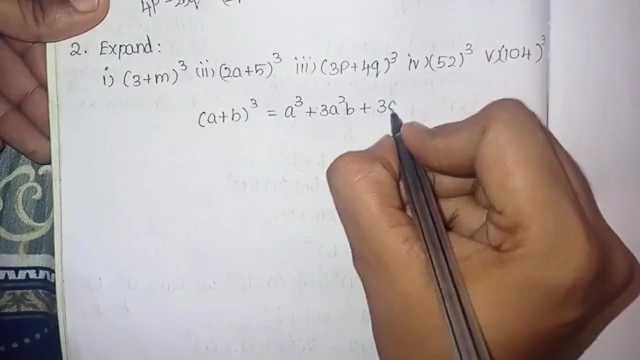 2. Expand:
i) (3+m)³ (ii) (2a+5)³ iii) (3p+4q)³ iv) (52)³ v) (104)³
(a+b)³ = a³ + 3a²b + 3